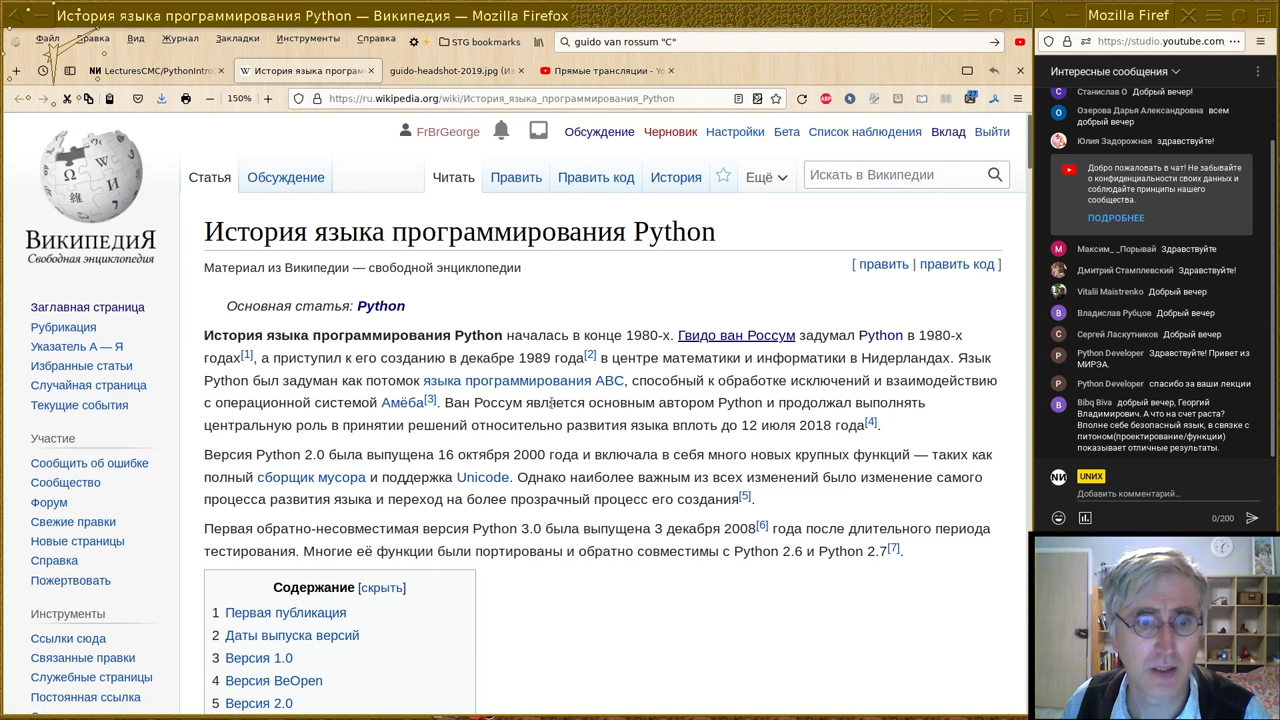 История языка программирования Python — Википедия — Mozilla Firefox
Mozilla Firef
Файл Правка Вид Журнал Закладки Инструменты Справка
STG bookmarks
guido van rossum "C"
LecturesCMC/PythonIntro
История языка програм
guido-headshot-2019.jpg (Из
Прямые трансляции - Yo
150%
https://ru.wikipedia.org/wiki/История_языка_программирования_Python
FrBrGeorge Обсуждение Черновик Настройки Бета Список наблюдения Вклад Выйти
Статья Обсуждение Читать Править Править код История Ещё
Искать в Википедии
ВикипедиЯ
Свободная энциклопедия
Заглавная страница
Рубрикация
Указатель А — Я
Избранные статьи
Случайная страница
Текущие события
Участие
Сообщить об ошибке
Сообщество
Форум
Свежие правки
Новые страницы
Справка
Пожертвовать
Инструменты
Ссылки сюда
Связанные правки
Служебные страницы
Постоянная ссылка
История языка программирования Python
Материал из Википедии — свободной энциклопедии
[ править | править код ]
Основная статья: Python
История языка программирования Python началась в конце 1980-х. Гвидо ван Россум задумал Python в 1980-х
годах[1], а приступил к его созданию в декабре 1989 года[2] в центре математики и информатики в Нидерландах. Язык
Python был задуман как потомок языка программирования ABC, способный к обработке исключений и взаимодействию
с операционной системой Амёба[3]. Ван Россум является основным автором Python и продолжал выполнять
центральную роль в принятии решений относительно развития языка вплоть до 12 июля 2018 года[4].
Версия Python 2.0 была выпущена 16 октября 2000 года и включала в себя много новых крупных функций — таких как
полный сборщик мусора и поддержка Unicode. Однако наиболее важным из всех изменений было изменение самого
процесса развития языка и переход на более прозрачный процесс его создания[5].
Первая обратно-несовместимая версия Python 3.0 была выпущена 3 декабря 2008[6] года после длительного периода
тестирования. Многие её функции были портированы и обратно совместимы с Python 2.6 и Python 2.7[7].
Содержание [скрыть]
1 Первая публикация
2 Даты выпуска версий
3 Версия 1.0
4 Версия BeOpen
5 Версия 2.0
https://studio.youtube.com
Интересные сообщения
Станислав О Добрый вечер!
Озерова Дарья Александровна всем
добрый вечер
Юлия Задорожная здравствуйте!
Добро пожаловать в чат! Не забывайте
о конфиденциальности своих данных и
соблюдайте принципы нашего
сообщества.
ПОДРОБНЕЕ
Максим__Порывай Здравствуйте
Дмитрий Стамплевский Здравствуйте!
Vitalii Maistrenko Добрый вечер
Владислав Рубцов Добрый вечер
Сергей Ласкутников Добрый вечер
Python Developer Здравствуйте! Привет из
МИРЭА.
Python Developer спасибо за ваши лекции
Bibq Biva добрый вечер, Георгий
Владимирович. А что на счет раста?
Вполне себе безопасный язык, в связке с
питоном(проектирование/функции)
показывает отличные результаты.
UNИX
Добавить комментарий...
0/200